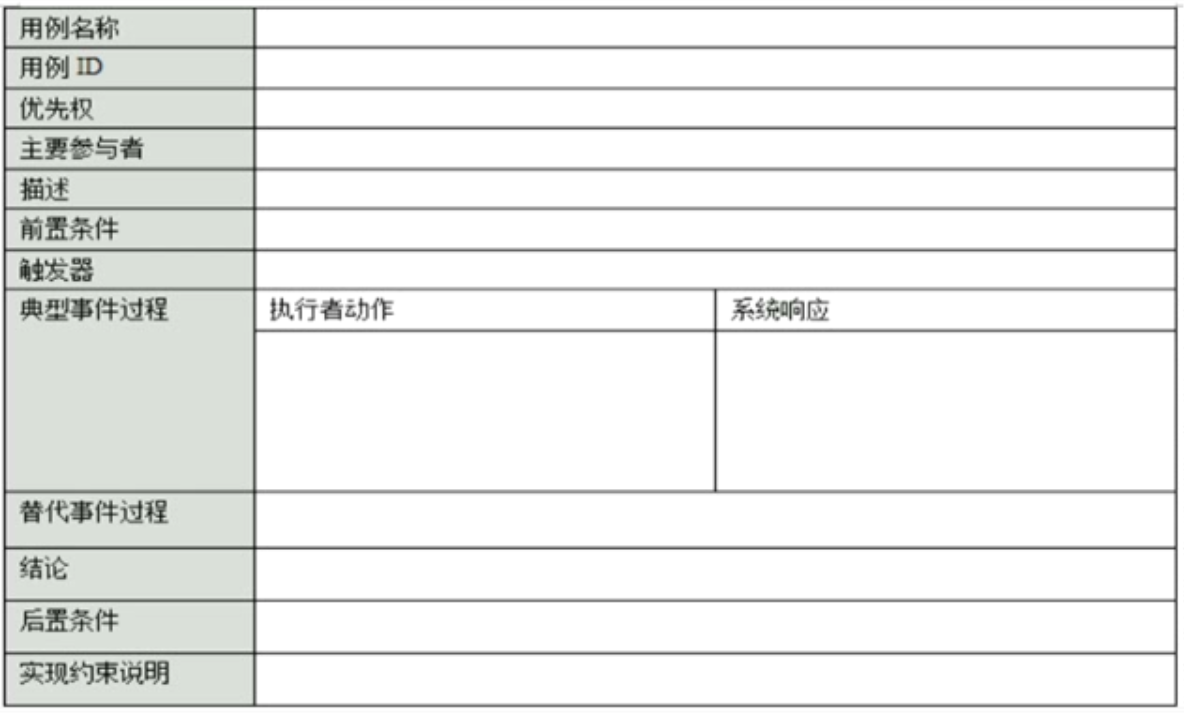 用例名称
用例 ID
优先权
主要参与者
描述
前置条件
触发器
典型事件过程 执行者动作 系统响应
替代事件过程
结论
后置条件
实现约束说明